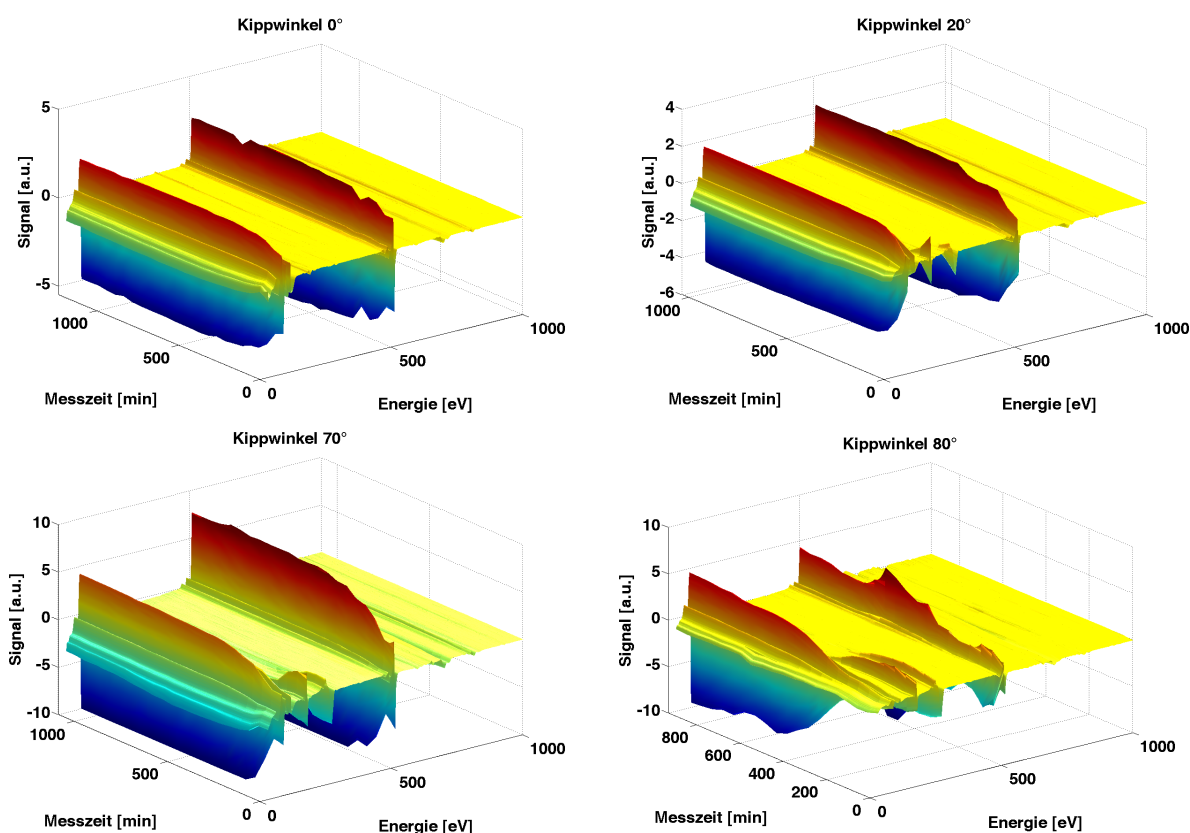 Kippwinkel 0°
5
0
-5
Signal [a.u.]
1000
500
0
Messzeit [min]
0
500
1000
Energie [eV]
Kippwinkel 20°
4
2
0
-2
-4
-6
Signal [a.u.]
1000
500
0
Messzeit [min]
0
500
1000
Energie [eV]
Kippwinkel 70°
10
5
0
-5
-10
Signal [a.u.]
1000
500
0
Messzeit [min]
0
500
1000
Energie [eV]
Kippwinkel 80°
10
5
0
-5
-10
Signal [a.u.]
800
600
400
200
0
Messzeit [min]
0
500
1000
Energie [eV]